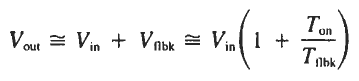 V_out ≅ V_in + V_flbk ≅ V_in (1 + T_on / T_flbk)